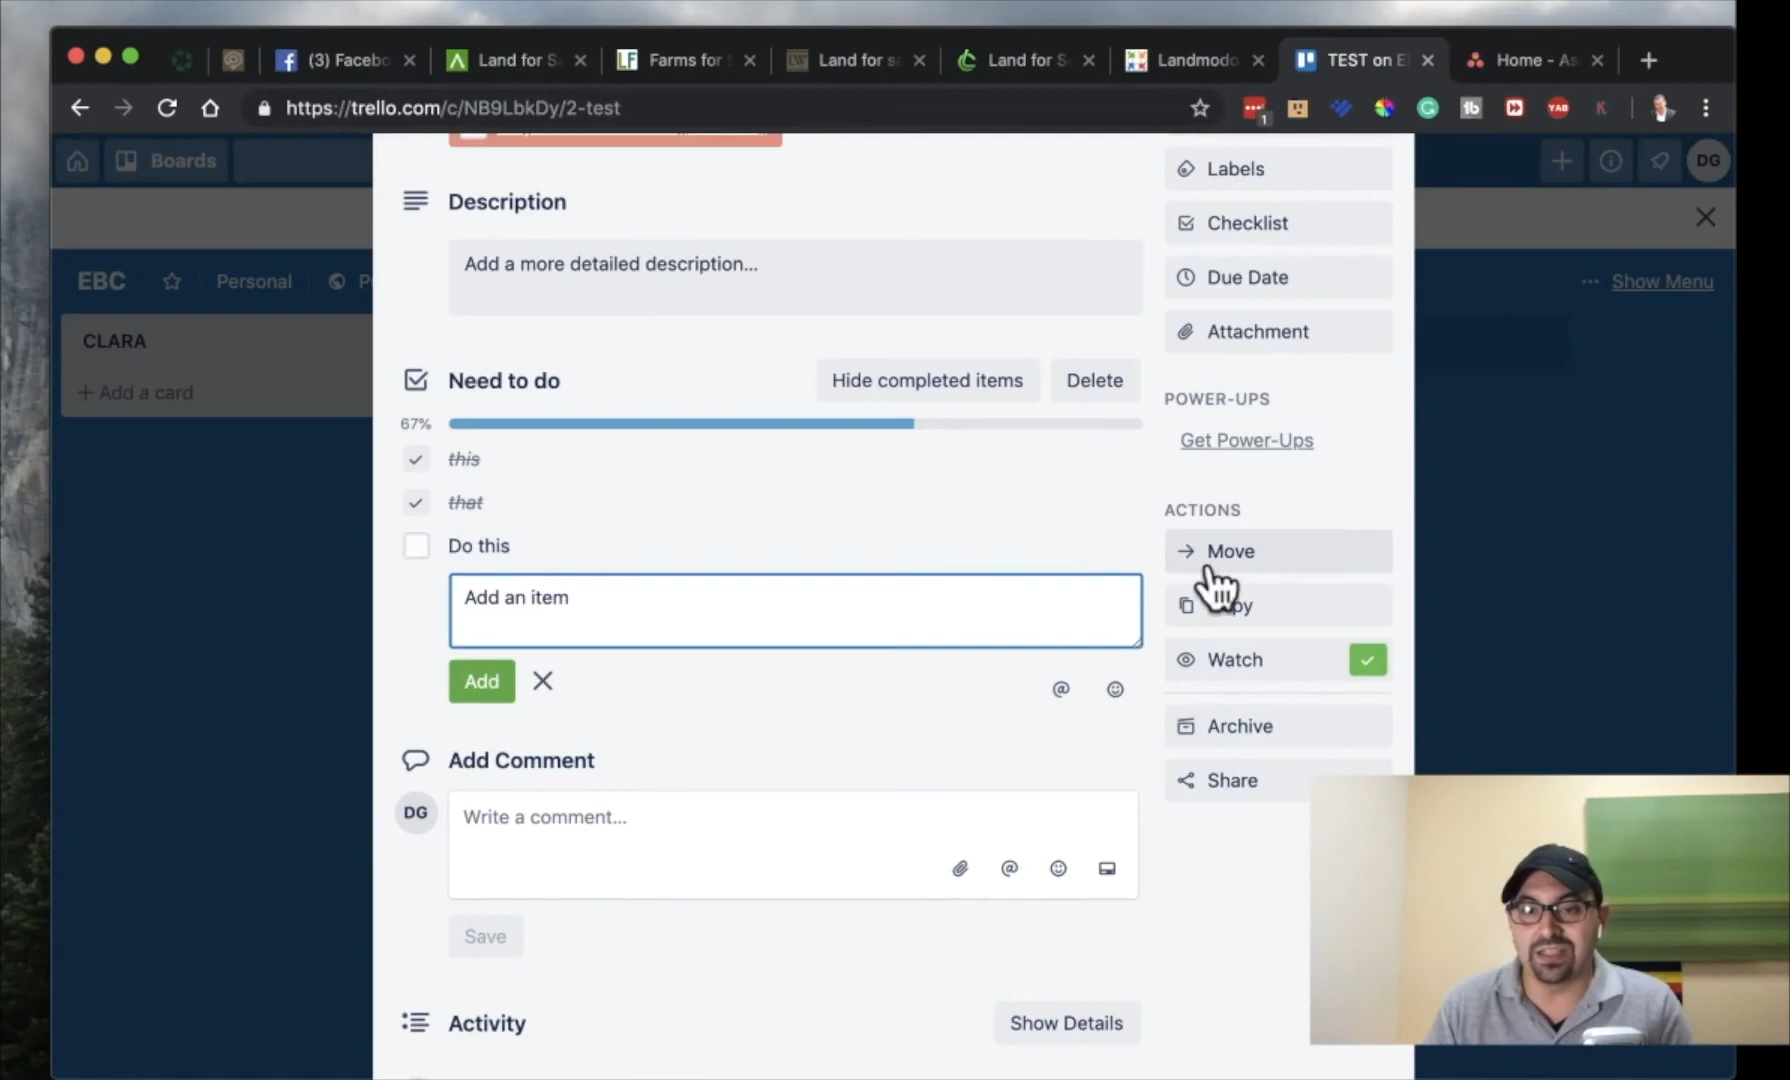 (3) Facebo
Land for S
Farms for
Land for sa
Land for S
Landmodo
TEST on E
Home - As
https://trello.com/c/NB9LbkDy/2-test
1
1b
YAB
K
Boards
DG
Labels
Description
Checklist
Add a more detailed description...
Due Date
EBC
Personal
P
Show Menu
Attachment
CLARA
+ Add a card
Need to do
Hide completed items
Delete
POWER-UPS
67%
Get Power-Ups
this
that
ACTIONS
Do this
Move
Add an item
Watch
Add
@
Archive
Add Comment
Share
DG
Write a comment...
@
Save
Activity
Show Details
LF